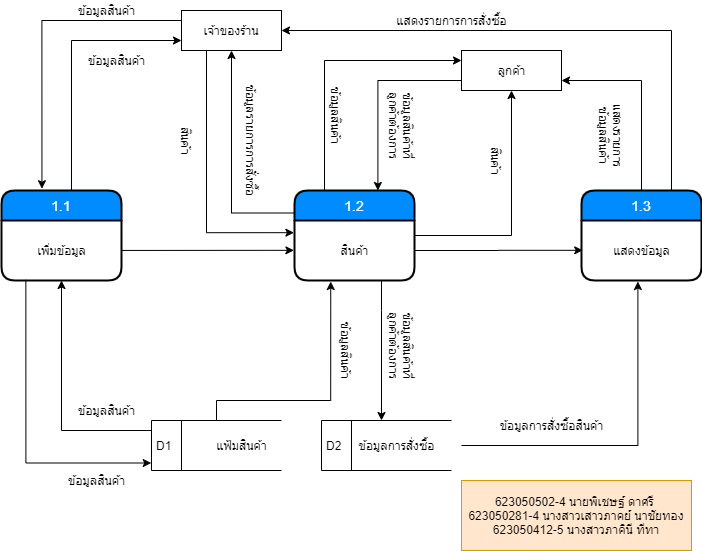 ข้อมูลสินค้า
เจ้าของร้าน
แสดงรายการการสั่งซื้อ
ข้อมูลสินค้า
ลูกค้า
สินค้า
ข้อมูลรายการการสั่งซื้อ
ข้อมูลสินค้า
ข้อมูลสินค้าที่
ลูกค้าต้องการ
สินค้า
แสดงรายการ
ข้อมูลสินค้า
1.1
1.2
1.3
เพิ่มข้อมูล
สินค้า
แสดงข้อมูล
ข้อมูลสินค้า
ข้อมูลสินค้าที่
ลูกค้าต้องการ
ข้อมูลสินค้า
ข้อมูลการสั่งซื้อสินค้า
D1
แฟ้มสินค้า
D2
ข้อมูลการสั่งซื้อ
ข้อมูลสินค้า
623050502-4 นายพิเชษฐ์ ดาศรี
623050281-4 นางสาวเสาวภาคย์ นาชัยทอง
623050412-5 นางสาวภาคินี ทีทา